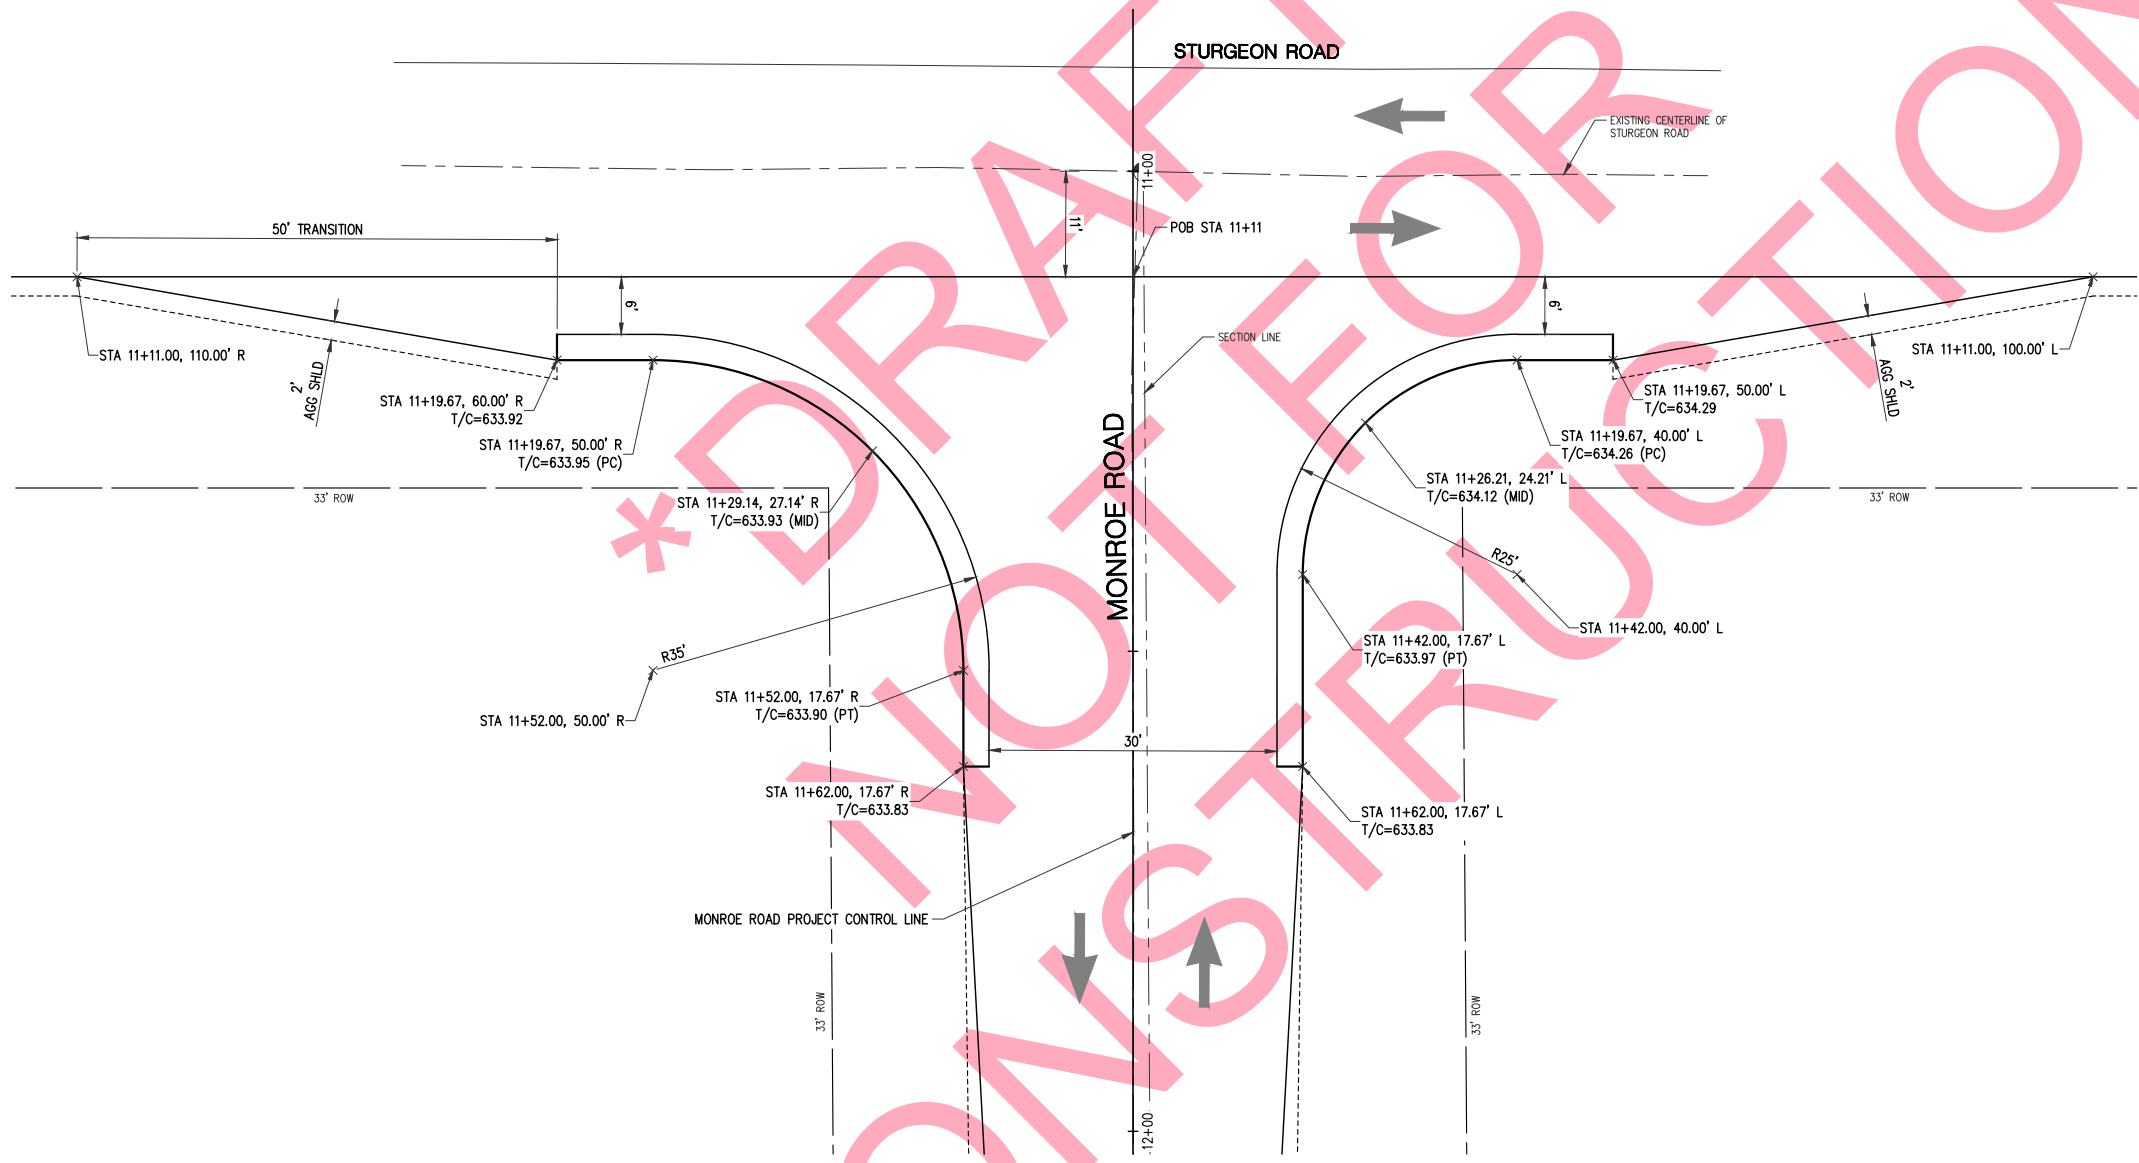 STURGEON ROAD
EXISTING CENTERLINE OF
STURGEON ROAD
11+00
11'
50' TRANSITION
POB STA 11+11
6'
6'
SECTION LINE
STA 11+11.00, 110.00' R
STA 11+11.00, 100.00' L
2'
AGG SHLD
2'
AGG SHLD
STA 11+19.67, 60.00' R
T/C=633.92
STA 11+19.67, 50.00' L
T/C=634.29
STA 11+19.67, 50.00' R
T/C=633.95 (PC)
STA 11+19.67, 40.00' L
T/C=634.26 (PC)
33' ROW
STA 11+29.14, 27.14' R
T/C=633.93 (MID)
MONROE ROAD
STA 11+26.21, 24.21' L
T/C=634.12 (MID)
33' ROW
R25'
STA 11+42.00, 40.00' L
STA 11+42.00, 17.67' L
T/C=633.97 (PT)
R35'
STA 11+52.00, 50.00' R
STA 11+52.00, 17.67' R
T/C=633.90 (PT)
30'
STA 11+62.00, 17.67' R
T/C=633.83
STA 11+62.00, 17.67' L
T/C=633.83
MONROE ROAD PROJECT CONTROL LINE
33' ROW
33' ROW
12+00
*DRAFT
NOT FOR
CONSTRUCTION